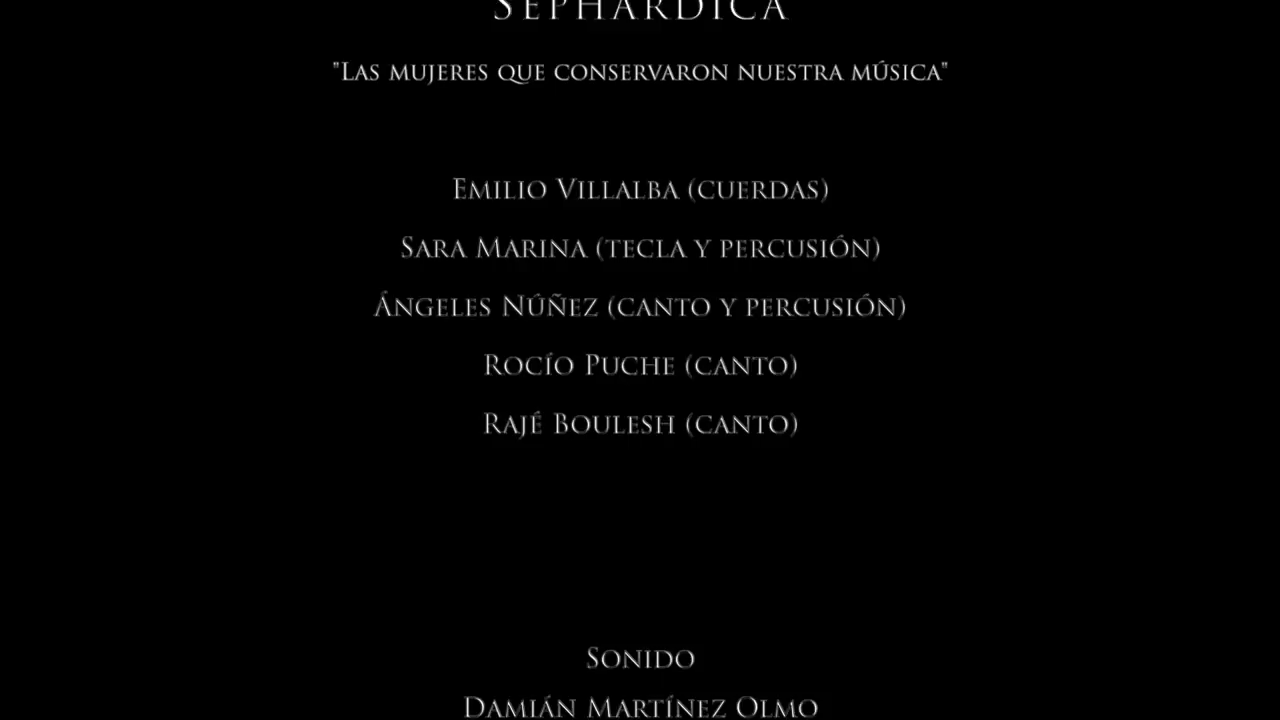 Sephardica
"Las mujeres que conservaron nuestra música"
Emilio Villalba (cuerdas)
Sara Marina (tecla y percusión)
Ángeles Núñez (canto y percusión)
Rocío Puche (canto)
Rajé Boulesh (canto)
Sonido
Damián Martínez Olmo